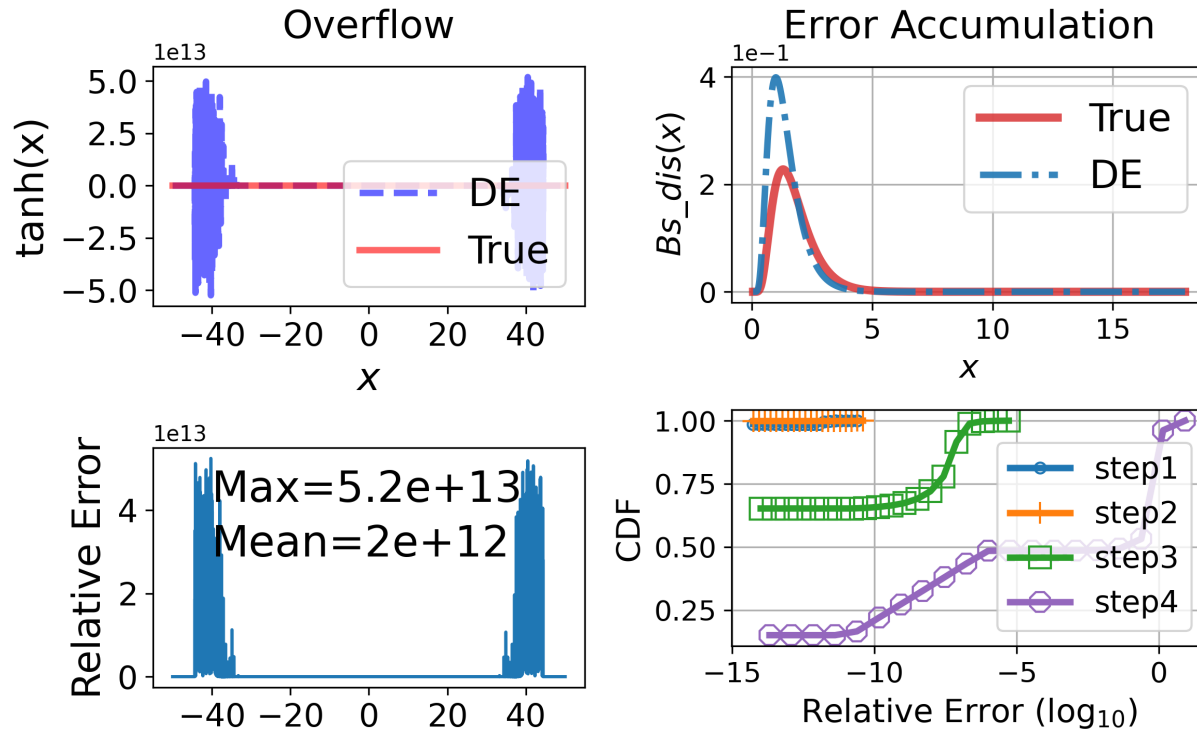 Overflow
1e13
5.0
2.5
0.0
−2.5
−5.0
tanh(x)
DE
True
−40 −20 0 20 40
x
Error Accumulation
1e−1
4
2
0
Bs_dis(x)
True
DE
0 5 10 15
x
1e13
4
2
0
Relative Error
Max=5.2e+13
Mean=2e+12
−40 −20 0 20 40
1.00
0.75
0.50
0.25
CDF
step1
step2
step3
step4
−15 −10 −5 0
Relative Error (log₁₀)